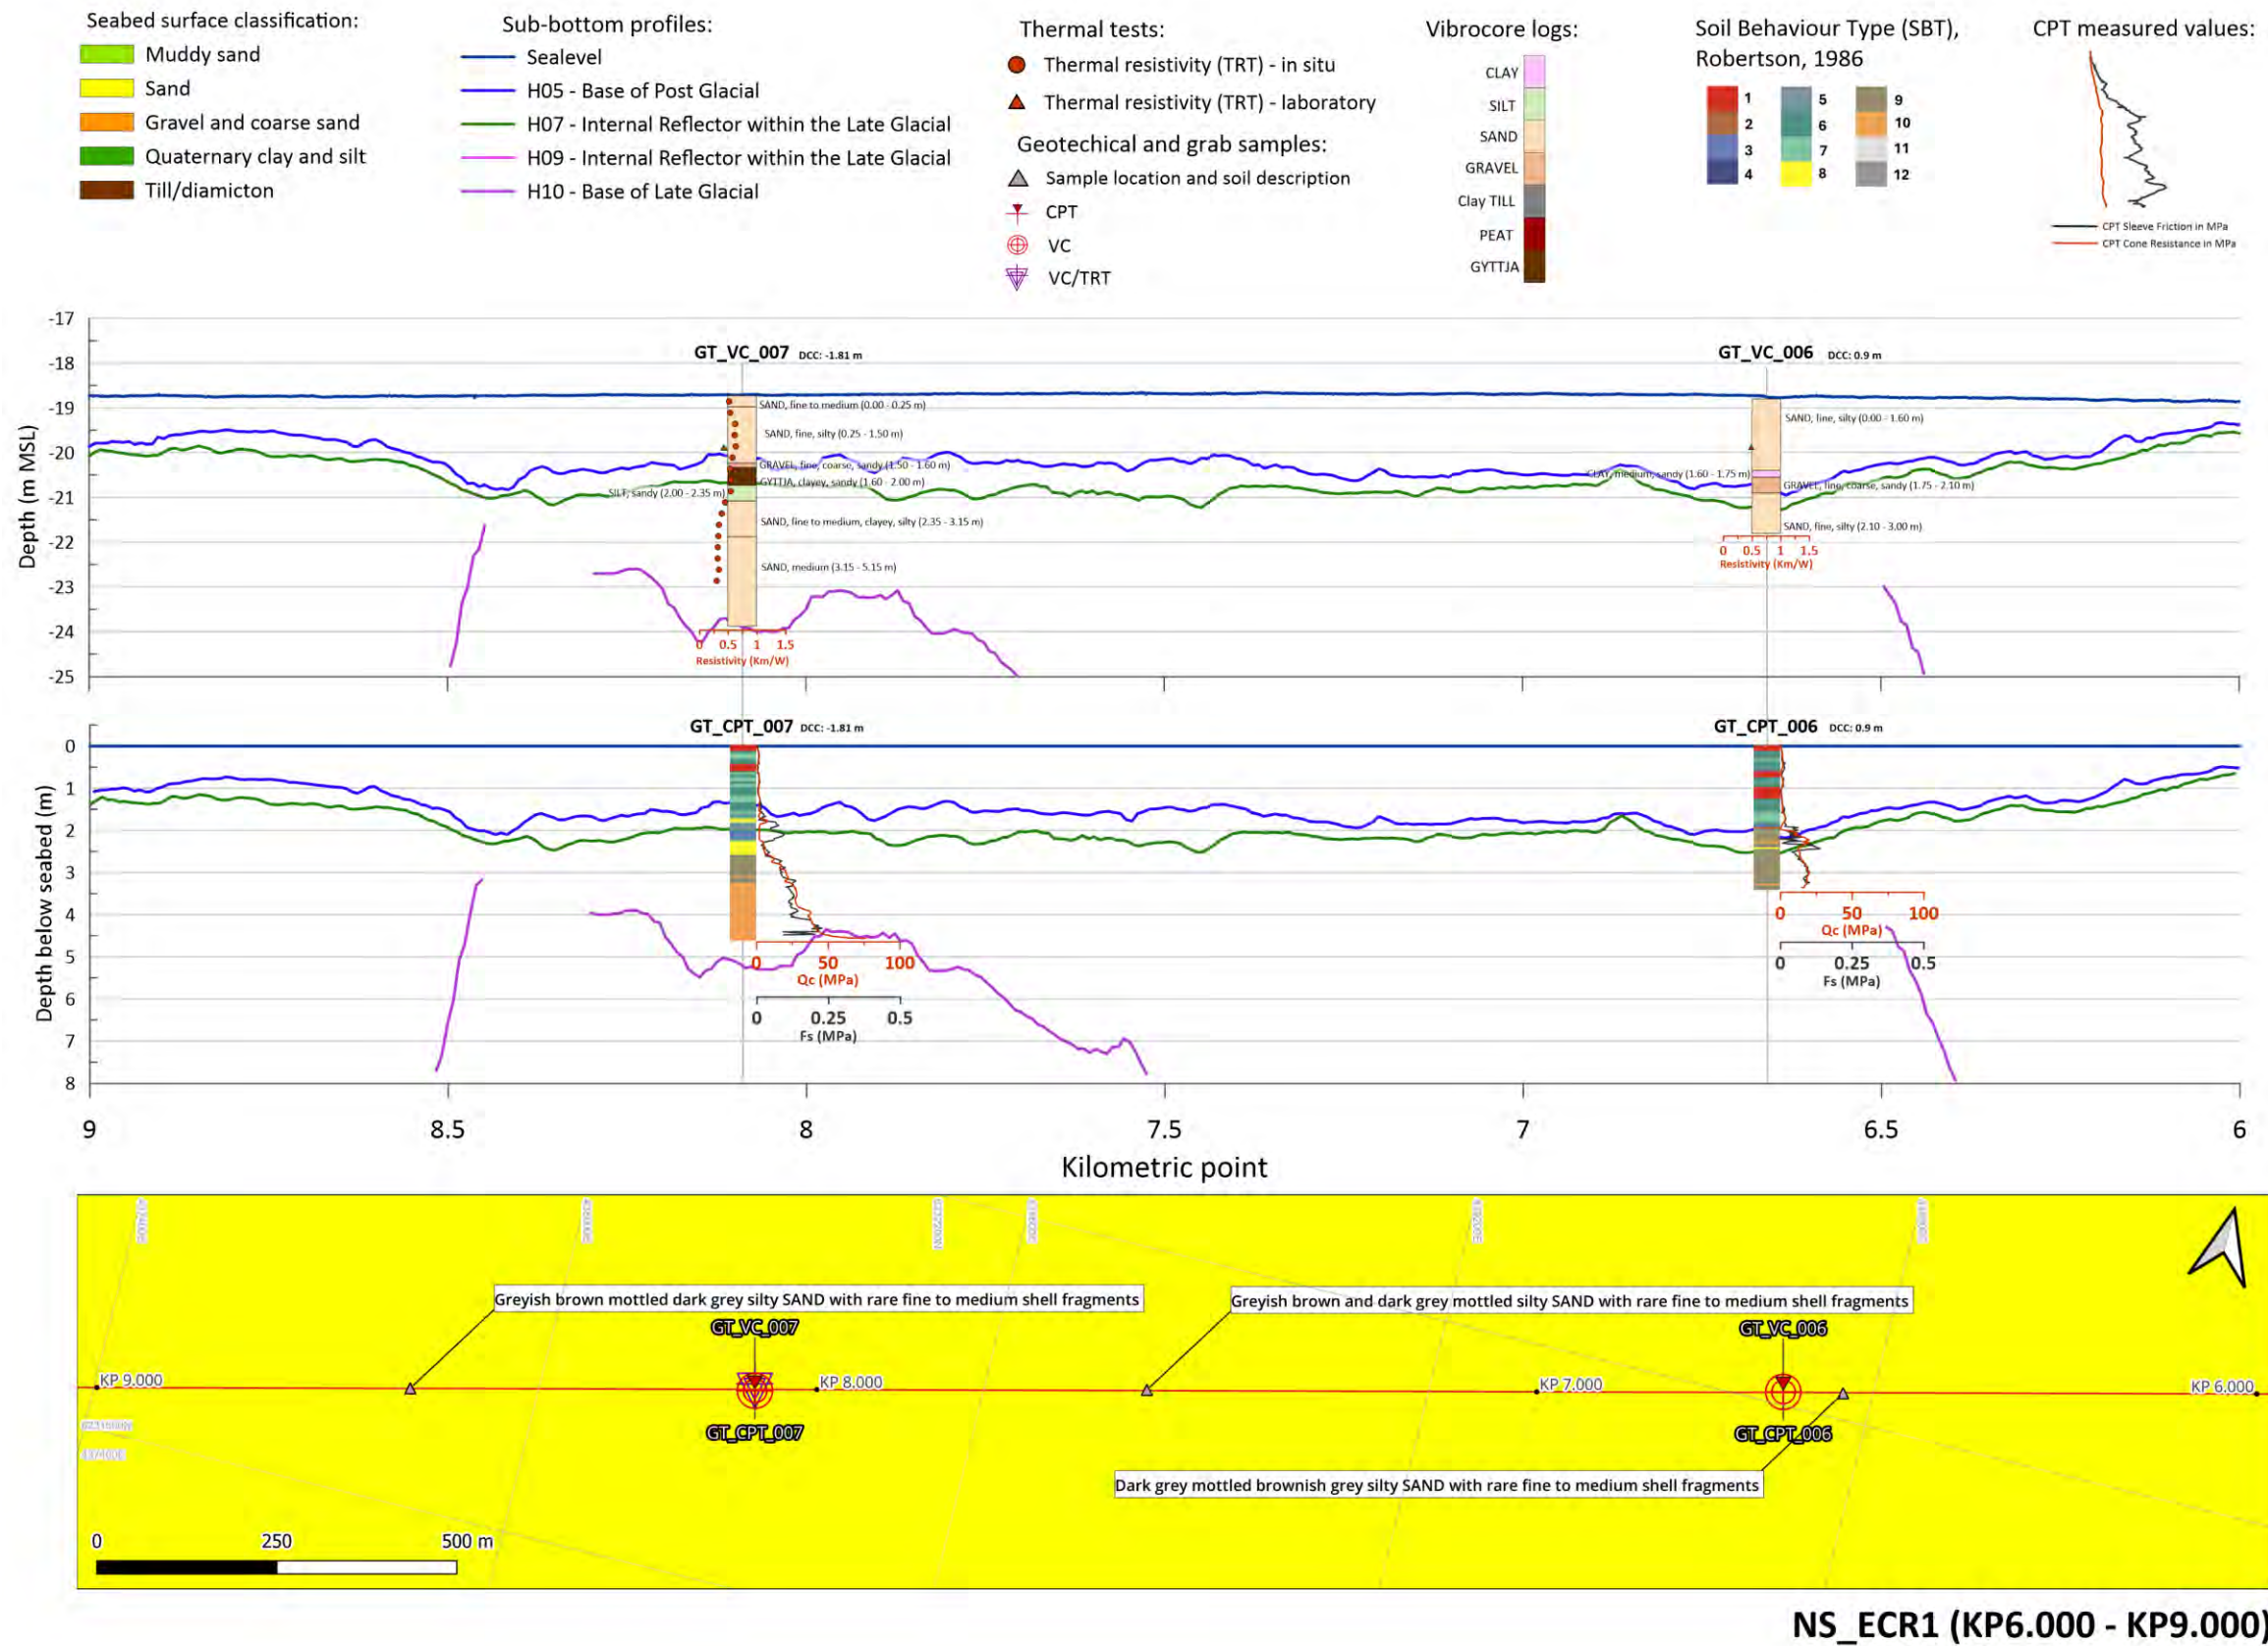 Seabed surface classification:
Muddy sand
Sand
Gravel and coarse sand
Quaternary clay and silt
Till/diamicton
Sub-bottom profiles:
Sealevel
H05 - Base of Post Glacial
H07 - Internal Reflector within the Late Glacial
H09 - Internal Reflector within the Late Glacial
H10 - Base of Late Glacial
Thermal tests:
Thermal resistivity (TRT) - in situ
Thermal resistivity (TRT) - laboratory
Geotechical and grab samples:
Sample location and soil description
CPT
VC
VC/TRT
Vibrocore logs:
CLAY
SILT
SAND
GRAVEL
Clay TILL
PEAT
GYTTJA
Soil Behaviour Type (SBT),
Robertson, 1986
1 5 9
2 6 10
3 7 11
4 8 12
CPT measured values:
CPT Sleeve Friction in MPa
CPT Cone Resistance in MPa
Depth (m MSL)
-17
-18
-19
-20
-21
-22
-23
-24
-25
GT_VC_007 DCC: -1.81 m
SAND, fine to medium (0.00 - 0.25 m)
SAND, fine, silty (0.25 - 1.50 m)
GRAVEL, fine, coarse, sandy (1.50 - 1.60 m)
GYTTJA, clayey, sandy (1.60 - 2.00 m)
SILT, sandy (2.00 - 2.35 m)
SAND, fine to medium, clayey, silty (2.35 - 3.15 m)
SAND, medium (3.15 - 5.15 m)
0 0.5 1 1.5
Resistivity (Km/W)
GT_VC_006 DCC: 0.9 m
SAND, fine, silty (0.00 - 1.60 m)
CLAY, medium, sandy (1.60 - 1.75 m)
GRAVEL, fine, coarse, sandy (1.75 - 2.10 m)
SAND, fine, silty (2.10 - 3.00 m)
0 0.5 1 1.5
Resistivity (Km/W)
Depth below seabed (m)
0
1
2
3
4
5
6
7
8
GT_CPT_007 DCC: -1.81 m
0 50 100
Qc (MPa)
0 0.25 0.5
Fs (MPa)
GT_CPT_006 DCC: 0.9 m
0 50 100
Qc (MPa)
0 0.25 0.5
Fs (MPa)
9 8.5 8 7.5 7 6.5 6
Kilometric point
Greyish brown mottled dark grey silty SAND with rare fine to medium shell fragments
Greyish brown and dark grey mottled silty SAND with rare fine to medium shell fragments
GT_VC_007
GT_VC_006
KP 9.000
KP 8.000
KP 7.000
KP 6.000
GT_CPT_007
GT_CPT_006
Dark grey mottled brownish grey silty SAND with rare fine to medium shell fragments
0 250 500 m
NS_ECR1 (KP6.000 - KP9.000)